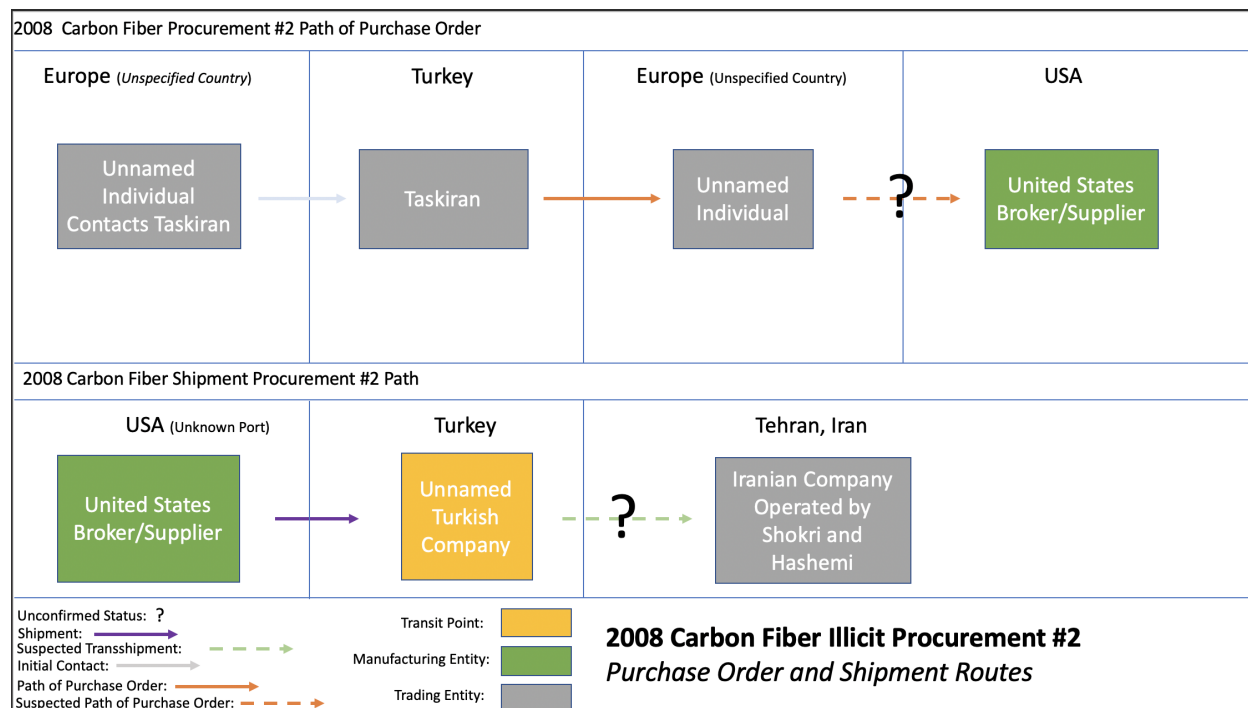 2008 Carbon Fiber Procurement #2 Path of Purchase Order
Europe (Unspecified Country)
Turkey
Europe (Unspecified Country)
USA
Unnamed
Individual
Contacts Taskiran
Taskiran
Unnamed
Individual
?
United States
Broker/Supplier
2008 Carbon Fiber Shipment Procurement #2 Path
USA (Unknown Port)
Turkey
Tehran, Iran
United States
Broker/Supplier
Unnamed
Turkish
Company
?
Iranian Company
Operated by
Shokri and
Hashemi
Unconfirmed Status: ?
Shipment:
Suspected Transshipment:
Initial Contact:
Path of Purchase Order:
Suspected Path of Purchase Order:
Transit Point:
Manufacturing Entity:
Trading Entity:
2008 Carbon Fiber Illicit Procurement #2
Purchase Order and Shipment Routes